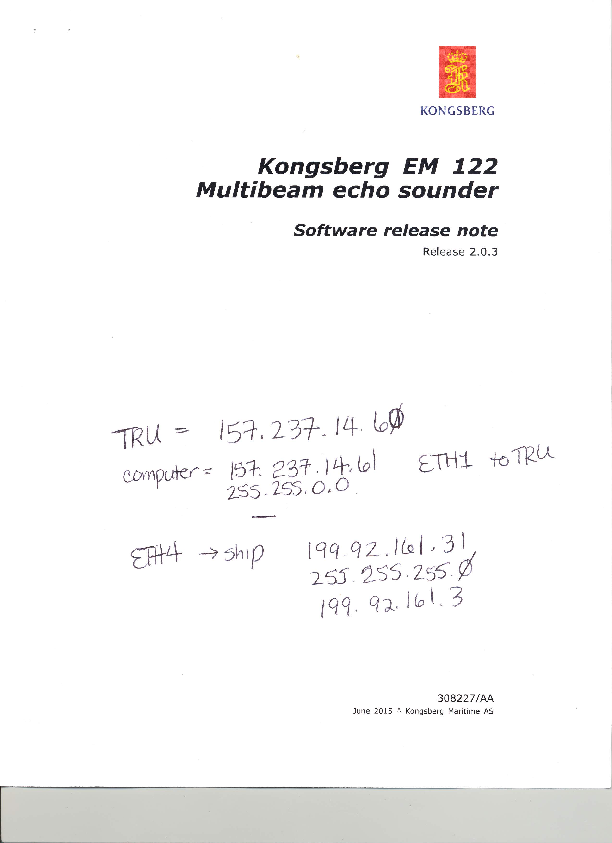 KONGSBERG
Kongsberg EM 122
Multibeam echo sounder
Software release note
Release 2.0.3
TRU = 157.237.14.60
computer = 157.237.14.61 ETH1 to TRU
255.255.0.0
ETH4 → ship 199.92.161.31
255.255.255.0
199.92.161.3
308227/AA
June 2015 © Kongsberg Maritime AS